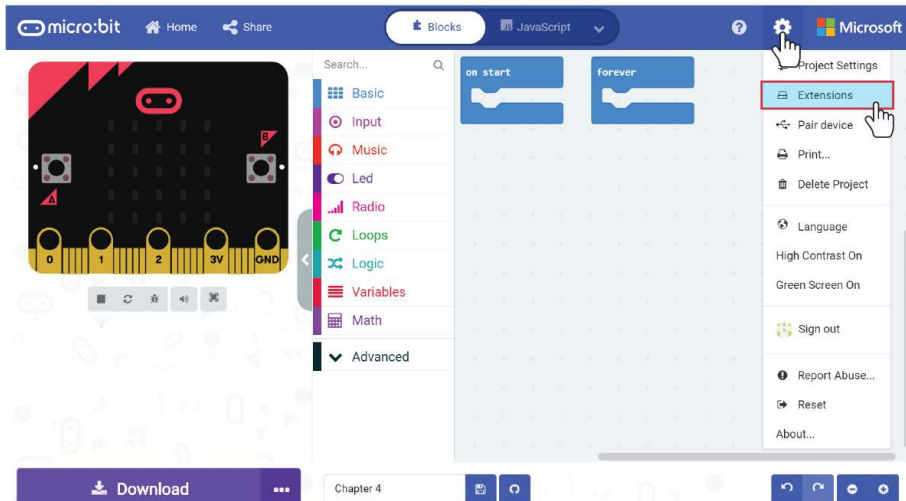 micro:bit Home Share Blocks JS JavaScript ? Microsoft
Search...
Basic
Input
Music
Led
Radio
Loops
Logic
Variables
Math
Advanced
on start
forever
Project Settings
Extensions
Pair device
Print...
Delete Project
Language
High Contrast On
Green Screen On
Sign out
Report Abuse...
Reset
About...
A
B
0 1 2 3V GND
Download
Chapter 4